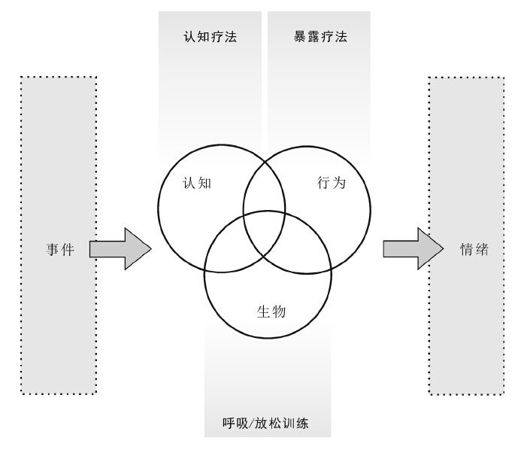 认知疗法
暴露疗法
认知
行为
事件
情绪
生物
呼吸/放松训练